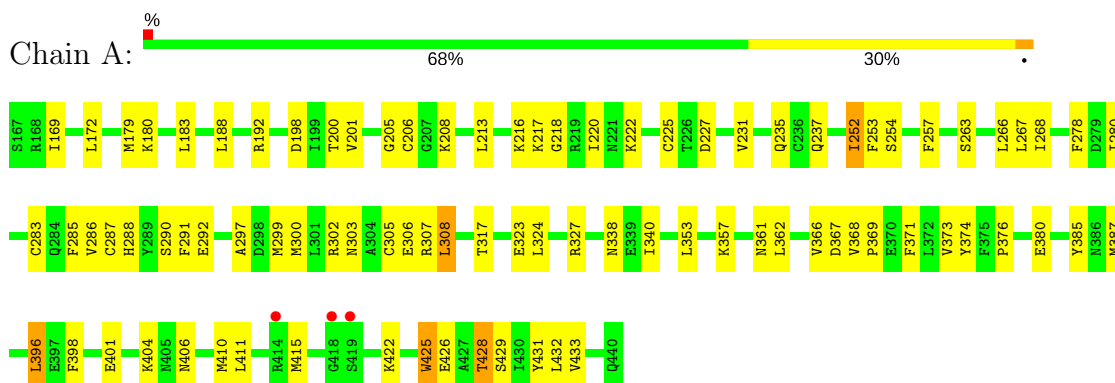 %
Chain A:
68% 30% •
S167 R168 I169 L172 M179 K180 L183 L188 R192 D198 I199 T200 V201 G205 C206 G207 K208 L213 K216 K217 G218 R219 I220 N221 K222 C225 T226 D227 V231 Q235 C236 Q237 I252 F253 S254 F257 S263 L266 L267 I268 F278 D279
C283 Q284 F285 V286 C287 H288 Y289 S290 F291 E292 A297 D298 M299 M300 L301 R302 N303 A304 C305 E306 R307 L308 T317 E323 L324 R327 N338 E339 I340 L353 K357 N361 L362 V366 D367 V368 P369 E370 F371 L372 V373 Y374 F375 P376 E380 Y385 N386
L396 E397 F398 E401 K404 N405 N406 M410 L411 R414 M415 G418 S419 K422 W425 E426 A427 T428 S429 I430 Y431 L432 V433 Q440